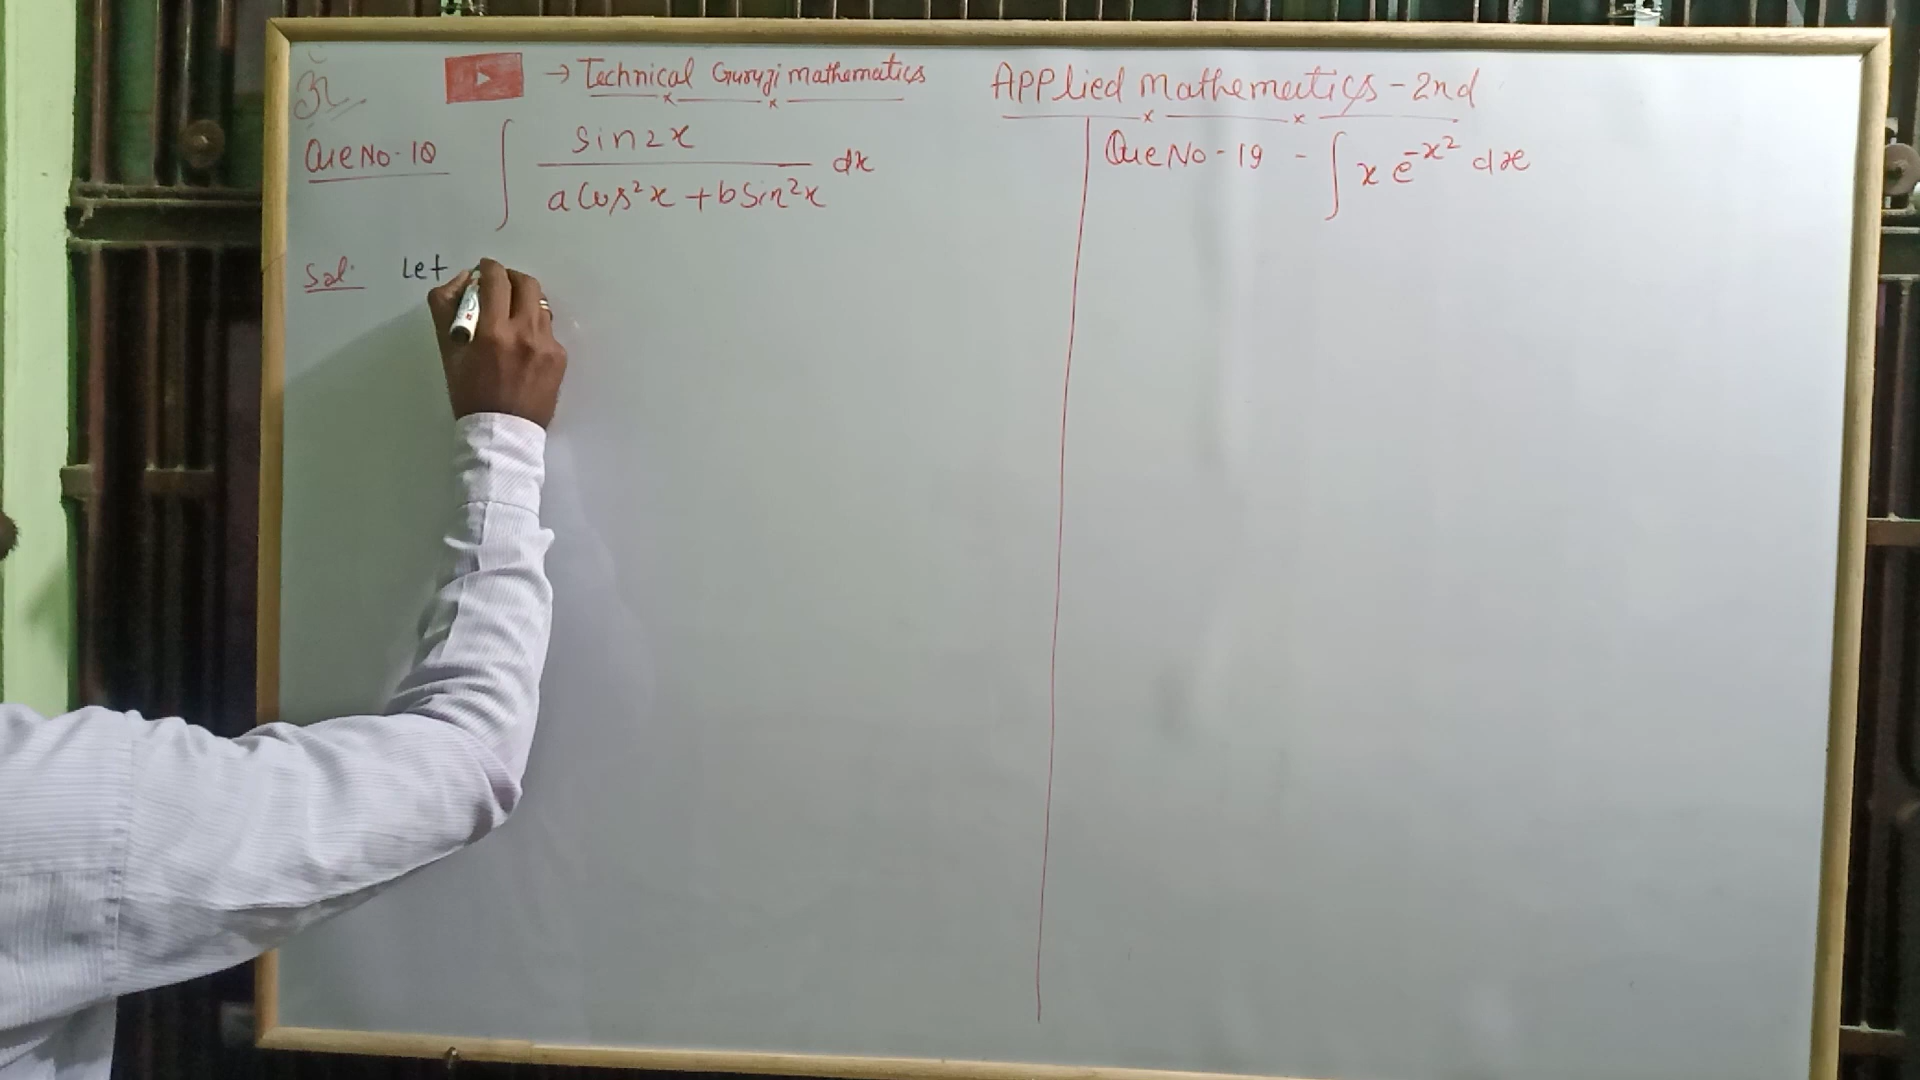 ॐ
→ Technical Guruji mathematics
Applied mathematics - 2nd
Que No - 18 ∫ sin2x / (a cos²x + b sin²x) dx
Sol. Let
Que No - 19 - ∫ x e^-x² dx